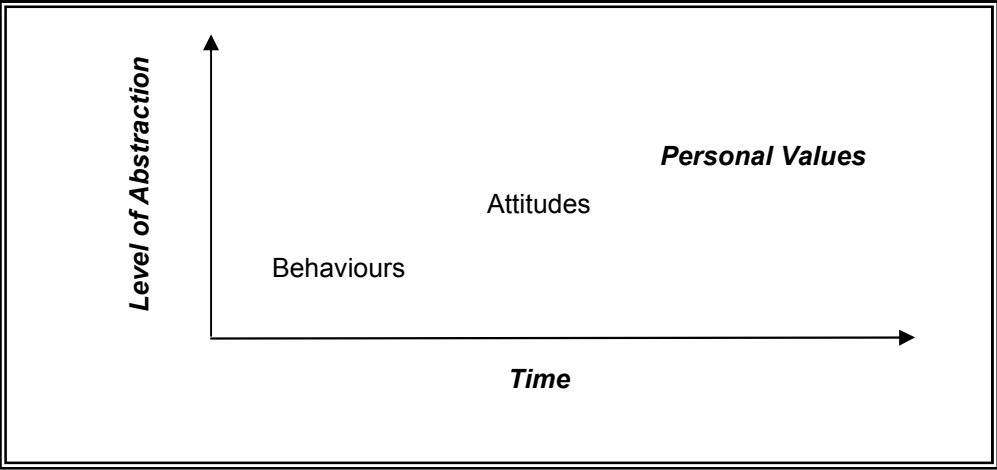 Level of Abstraction
Personal Values
Attitudes
Behaviours
Time